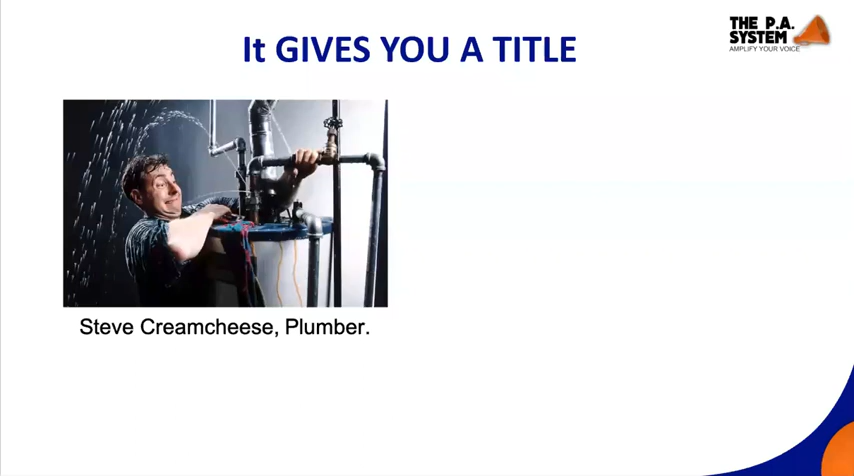 It GIVES YOU A TITLE
THE P.A.
SYSTEM
AMPLIFY YOUR VOICE
Steve Creamcheese, Plumber.